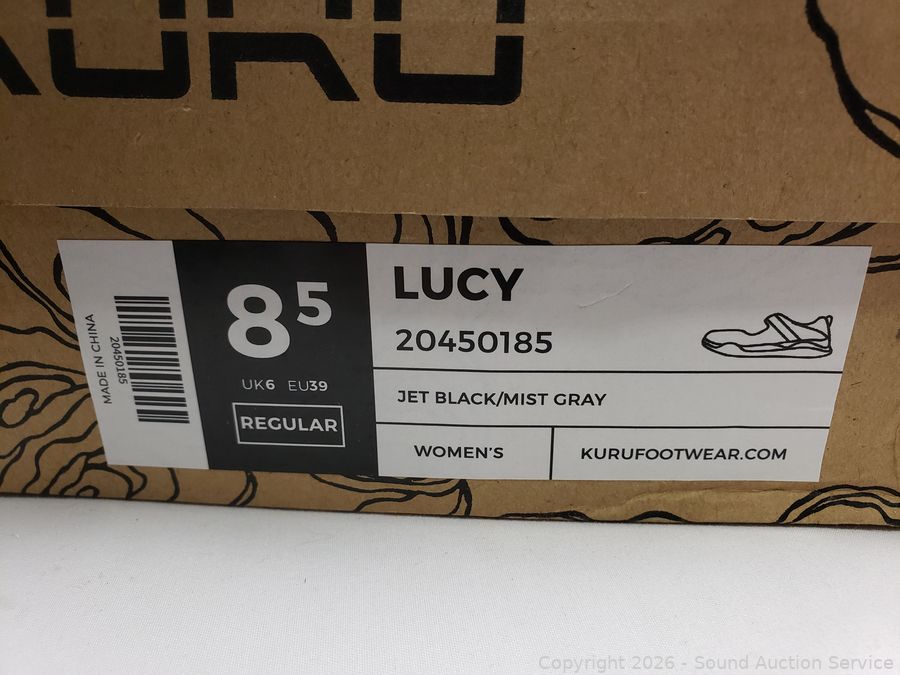 KURU
MADE IN CHINA
20450185
8⁵
UK6 EU39
REGULAR
LUCY
20450185
JET BLACK/MIST GRAY
WOMEN'S
KURUFOOTWEAR.COM
Copyright 2026 - Sound Auction Service